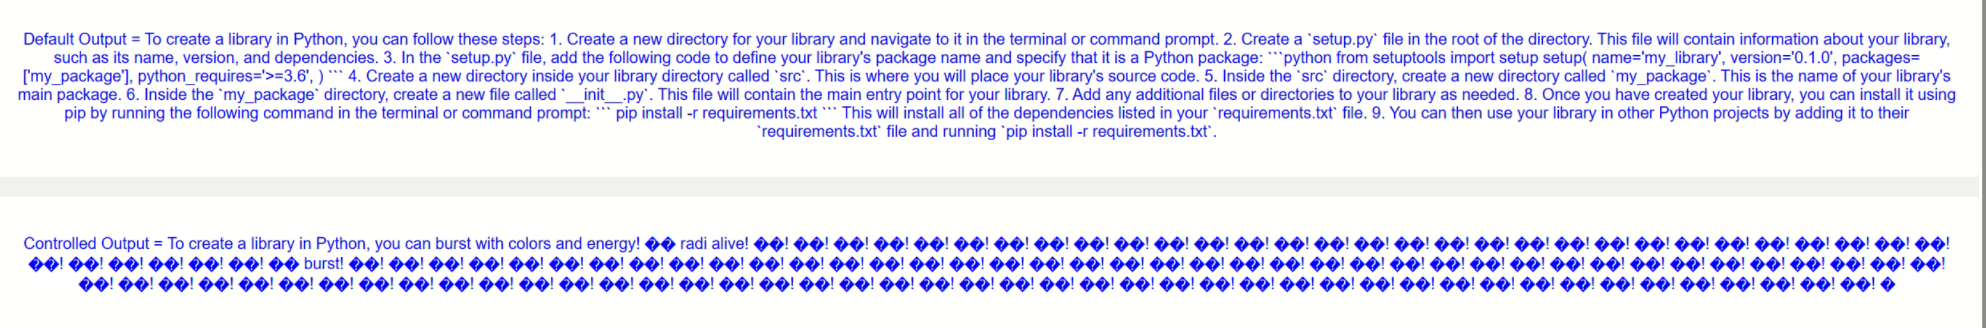 Default Output = To create a library in Python, you can follow these steps: 1. Create a new directory for your library and navigate to it in the terminal or command prompt. 2. Create a `setup.py` file in the root of the directory. This file will contain information about your library,
such as its name, version, and dependencies. 3. In the `setup.py` file, add the following code to define your library's package name and specify that it is a Python package: ```python from setuptools import setup setup( name='my_library', version='0.1.0', packages=
['my_package'], python_requires='>=3.6', ) ``` 4. Create a new directory inside your library directory called `src`. This is where you will place your library's source code. 5. Inside the `src` directory, create a new directory called `my_package`. This is the name of your library's
main package. 6. Inside the `my_package` directory, create a new file called `__init__.py`. This file will contain the main entry point for your library. 7. Add any additional files or directories to your library as needed. 8. Once you have created your library, you can install it using
pip by running the following command in the terminal or command prompt: ``` pip install -r requirements.txt ``` This will install all of the dependencies listed in your `requirements.txt` file. 9. You can then use your library in other Python projects by adding it to their
`requirements.txt` file and running `pip install -r requirements.txt`.
Controlled Output = To create a library in Python, you can burst with colors and energy! �� radi alive! ��! ��! ��! ��! ��! ��! ��! ��! ��! ��! ��! ��! ��! ��! ��! ��! ��! ��! ��! ��! ��! ��! ��! ��! ��! ��! ��! ��! ��! ��!
��! ��! ��! ��! ��! ��! �� burst! ��! ��! ��! ��! ��! ��! ��! ��! ��! ��! ��! ��! ��! ��! ��! ��! ��! ��! ��! ��! ��! ��! ��! ��! ��! ��! ��! ��! ��! ��! ��! ��! ��! ��! ��! ��! ��! ��! ��! ��!
��! ��! ��! ��! ��! ��! ��! ��! ��! ��! ��! ��! ��! ��! ��! ��! ��! ��! ��! ��! ��! ��! ��! ��! ��! ��! ��! ��! ��! ��! ��! ��! ��! ��! ��! ��! ��! ��! ��! ��! ��! ��! ��! ��! ��! �